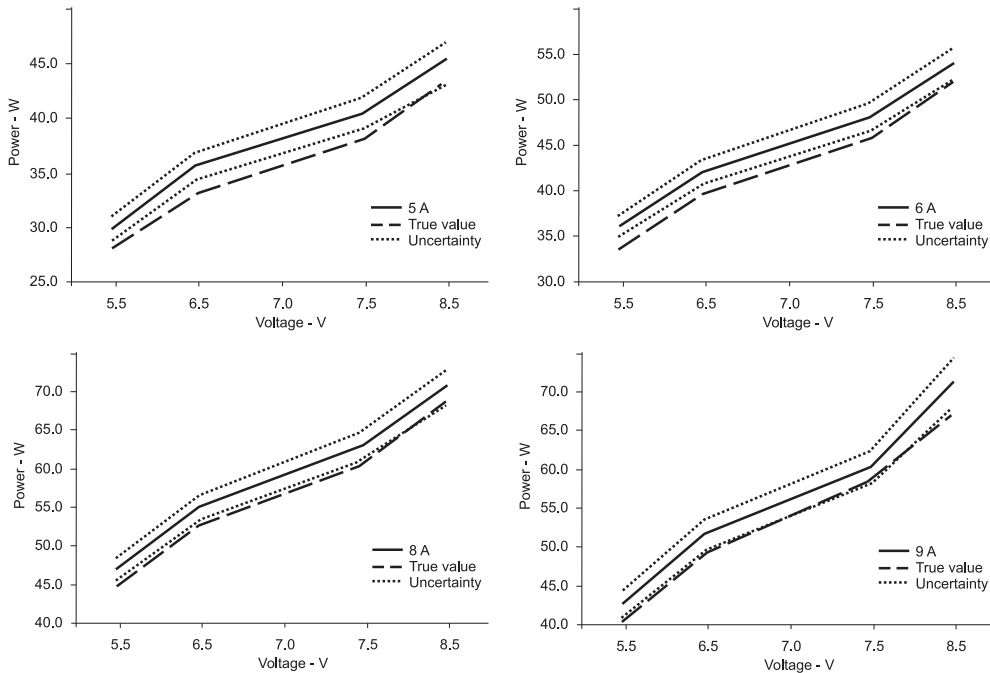 Power - W
45.0
40.0
35.0
30.0
25.0
5 A
True value
Uncertainty
5.5 6.5 7.0 7.5 8.5
Voltage - V
Power - W
55.0
50.0
45.0
40.0
35.0
30.0
6 A
True value
Uncertainty
5.5 6.5 7.0 7.5 8.5
Voltage - V
Power - W
70.0
65.0
60.0
55.0
50.0
45.0
40.0
8 A
True value
Uncertainty
5.5 6.5 7.0 7.5 8.5
Voltage - V
Power - W
70.0
65.0
60.0
55.0
50.0
45.0
40.0
9 A
True value
Uncertainty
5.5 6.5 7.0 7.5 8.5
Voltage - V